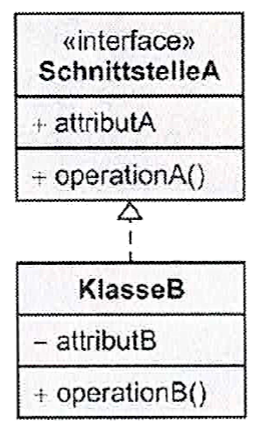 «interface»
SchnittstelleA
+ attributA
+ operationA()
KlasseB
– attributB
+ operationB()